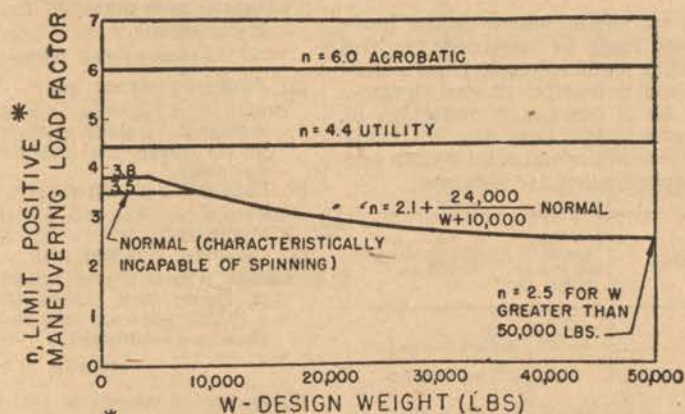 7
6
5
4
3
2
1
0
n, LIMIT POSITIVE *
MANEUVERING LOAD FACTOR
n = 6.0 ACROBATIC
n = 4.4 UTILITY
3.8
3.5
n = 2.1 + 24,000 / W+10,000 NORMAL
NORMAL (CHARACTERISTICALLY
INCAPABLE OF SPINNING)
n = 2.5 FOR W
GREATER THAN
50,000 LBS.
0 10,000 20,000 30,000 40,000 50,000
W-DESIGN WEIGHT (LBS)
*